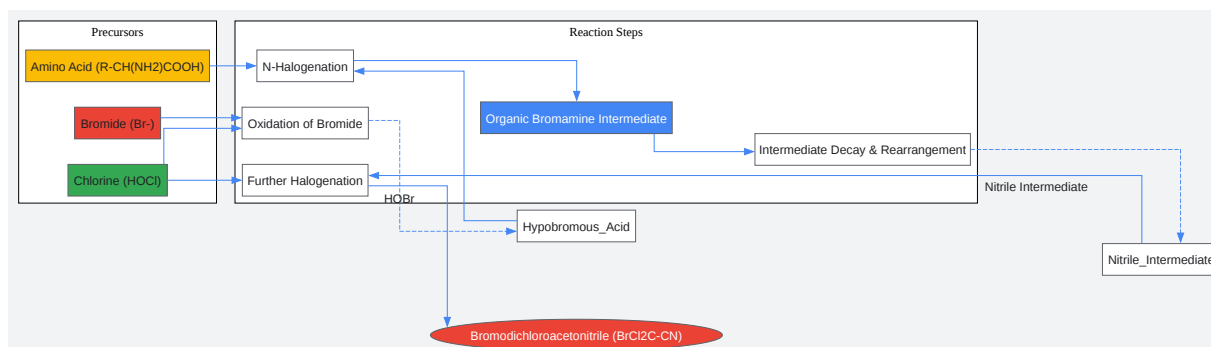 Precursors
Reaction Steps
Amino Acid (R-CH(NH2)COOH)
N-Halogenation
Organic Bromamine Intermediate
Bromide (Br-)
Oxidation of Bromide
Intermediate Decay & Rearrangement
Chlorine (HOCl)
Further Halogenation
Nitrile Intermediate
HOBr
Hypobromous_Acid
Nitrile_Intermediate
Bromodichloroacetonitrile (BrCl2C-CN)